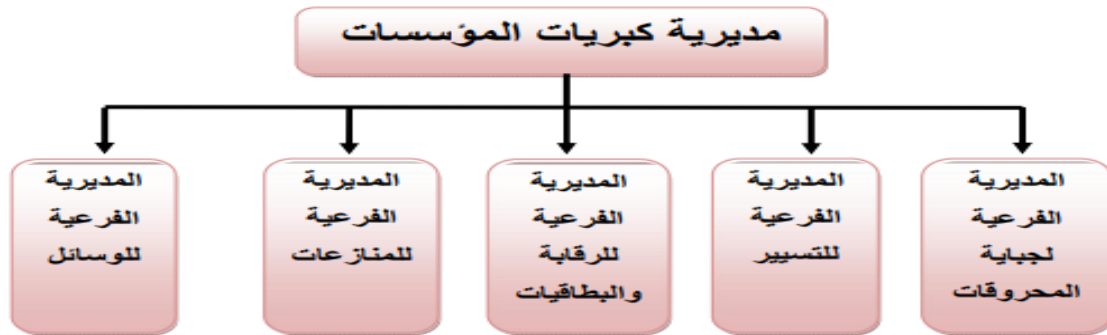 مديرية كبريات المؤسسات
المديرية
الفرعية
لجباية
المحروقات
المديرية
الفرعية
للتسيير
المديرية
الفرعية
للرقابة
والبطاقيات
المديرية
الفرعية
للمنازعات
المديرية
الفرعية
للوسائل